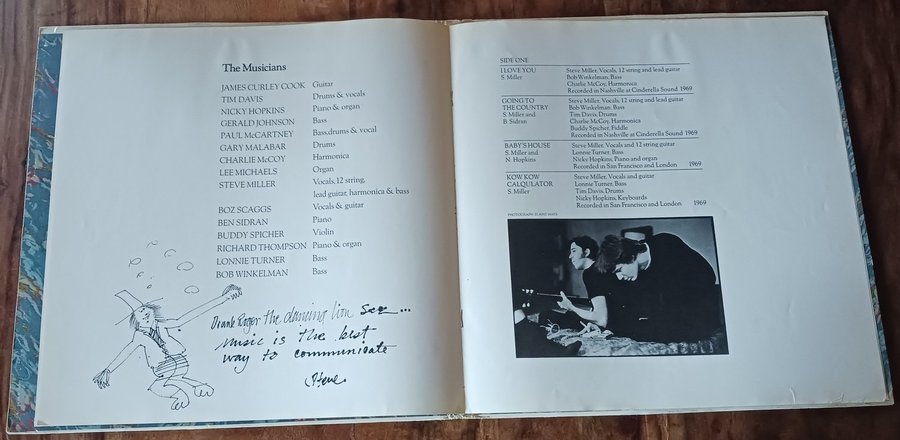 The Musicians
JAMES CURLEY COOK Guitar
TIM DAVIS Drums & vocals
NICKY HOPKINS Piano & organ
GERALD JOHNSON Bass
PAUL McCARTNEY Bass,drums & vocal
GARY MALABAR Drums
CHARLIE McCOY Harmonica
LEE MICHAELS Organ
STEVE MILLER Vocals, 12 string,
lead guitar, harmonica & bass
BOZ SCAGGS Vocals & guitar
BEN SIDRAN Piano
BUDDY SPICHER Violin
RICHARD THOMPSON Piano & organ
LONNIE TURNER Bass
BOB WINKELMAN Bass
Roger the dancing lion See...
music is the best
way to communicate
Steve
SIDE ONE
I LOVE YOU Steve Miller, Vocals, 12 string and lead guitar
S. Miller Bob Winkelman, Bass
Charlie McCoy, Harmonica
Recorded in Nashville at Cinderella Sound 1969
GOING TO Steve Miller, Vocals, 12 string and lead guitar
THE COUNTRY Bob Winkelman, Bass
S. Miller and Tim Davis, Drums
B. Sidran Charlie McCoy, Harmonica
Buddy Spicher, Fiddle
Recorded in Nashville at Cinderella Sound 1969
BABY'S HOUSE Steve Miller, Vocals and 12 string guitar
S. Miller and Lonnie Turner, Bass
N. Hopkins Nicky Hopkins, Piano and organ
Recorded in San Francisco and London 1969
KOW KOW Steve Miller, Vocals and guitar
CALQULATOR Lonnie Turner, Bass
S. Miller Tim Davis, Drums
Nicky Hopkins, Keyboards
Recorded in San Francisco and London 1969
PHOTOGRAPH: ELAINE MAYS